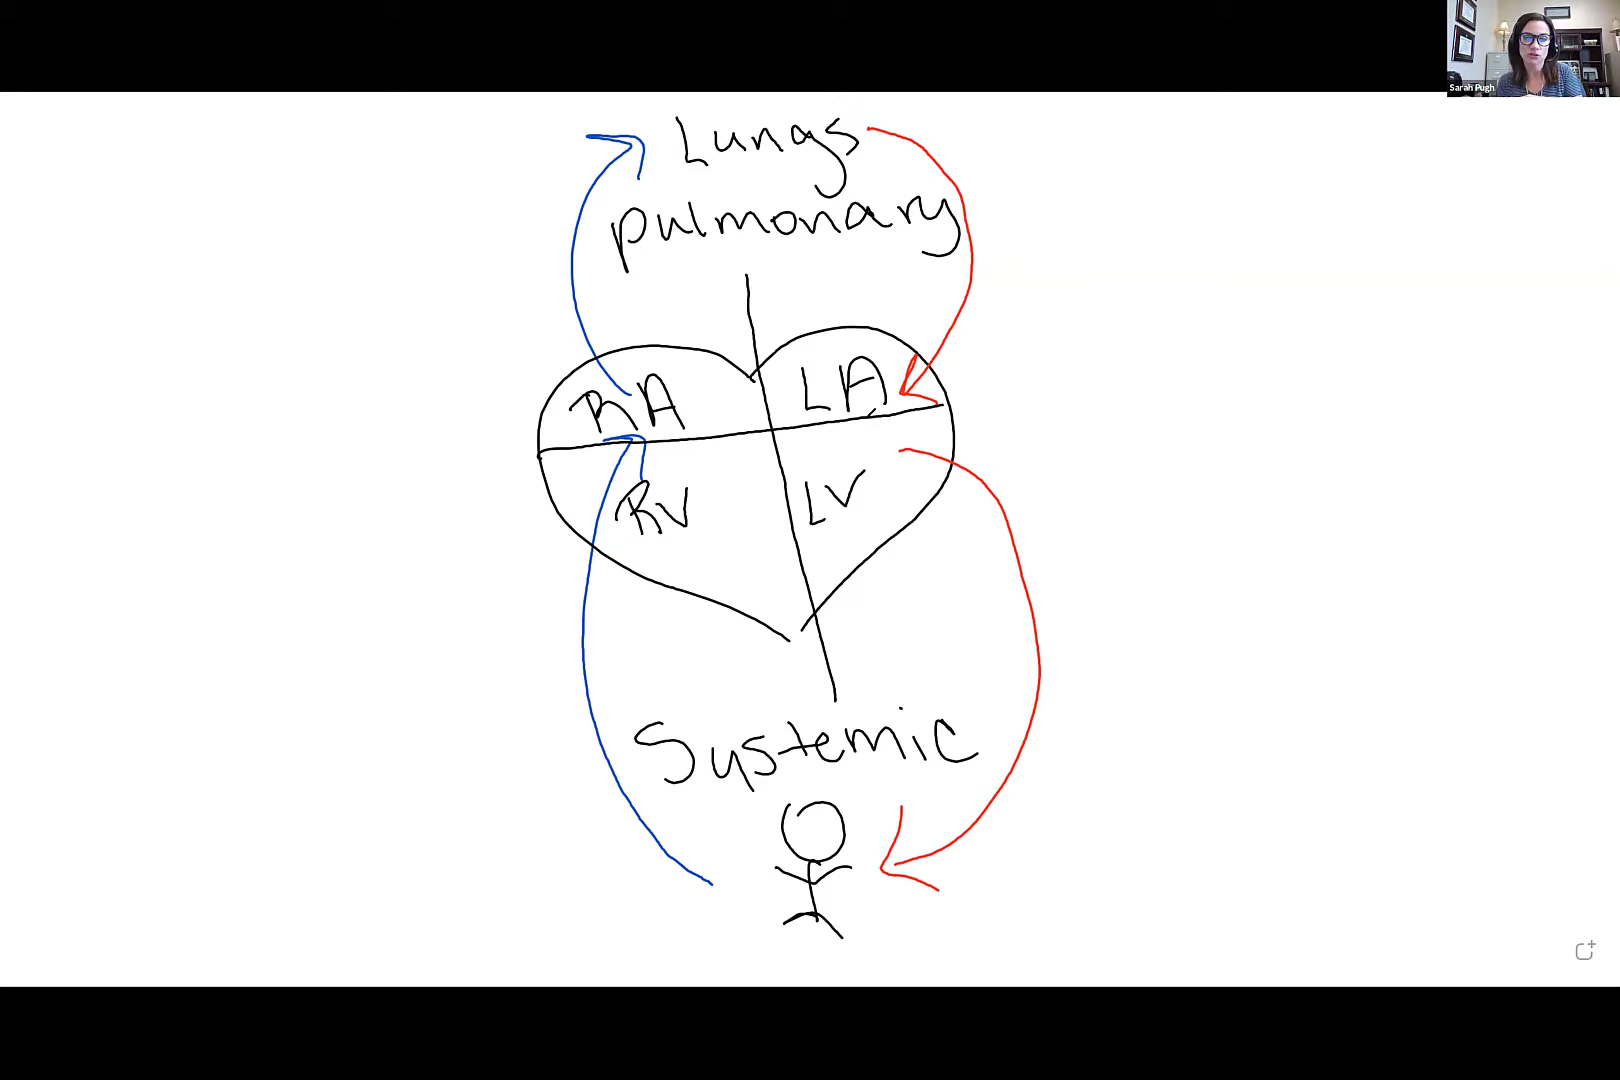 Sarah Pugh
Lungs
pulmonary
RA LA
RV LV
Systemic